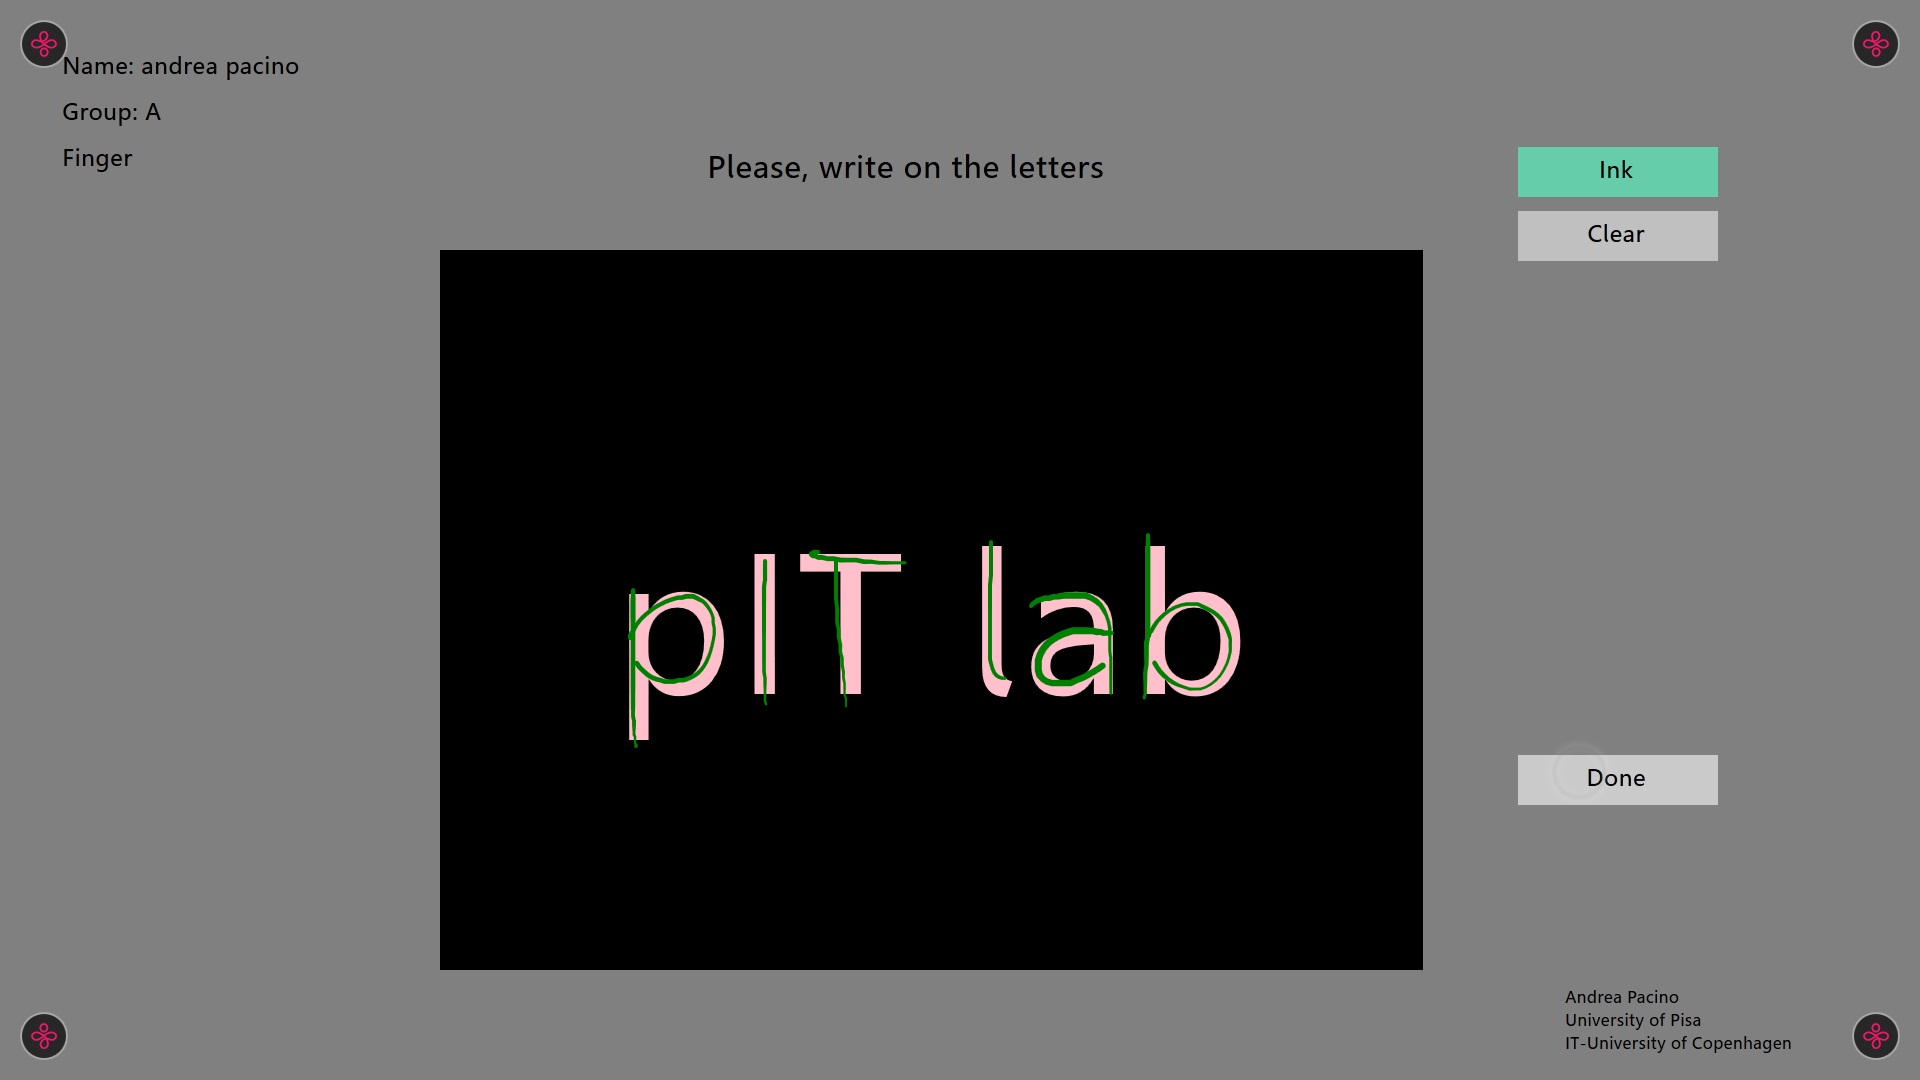 Name: andrea pacino
Group: A
Finger
Please, write on the letters
Ink
Clear
pIT lab
Done
Andrea Pacino
University of Pisa
IT-University of Copenhagen